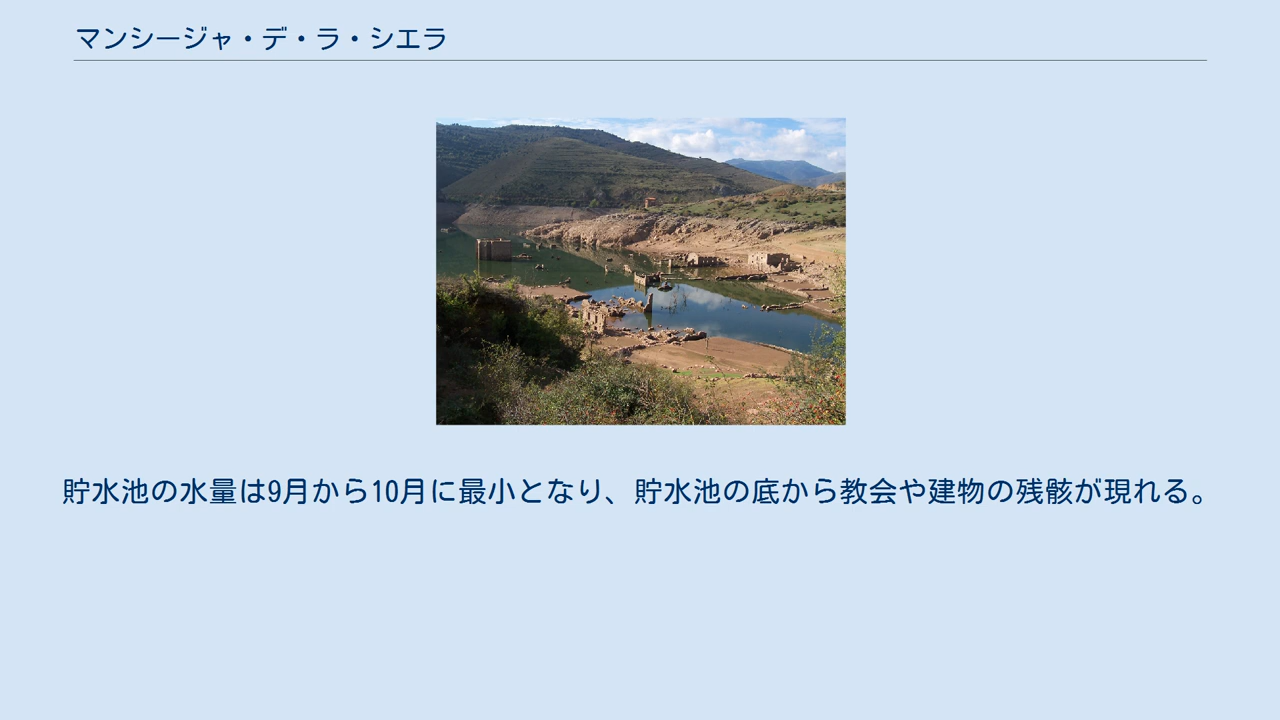 マンシージャ・デ・ラ・シエラ
貯水池の水量は9月から10月に最小となり、貯水池の底から教会や建物の残骸が現れる。